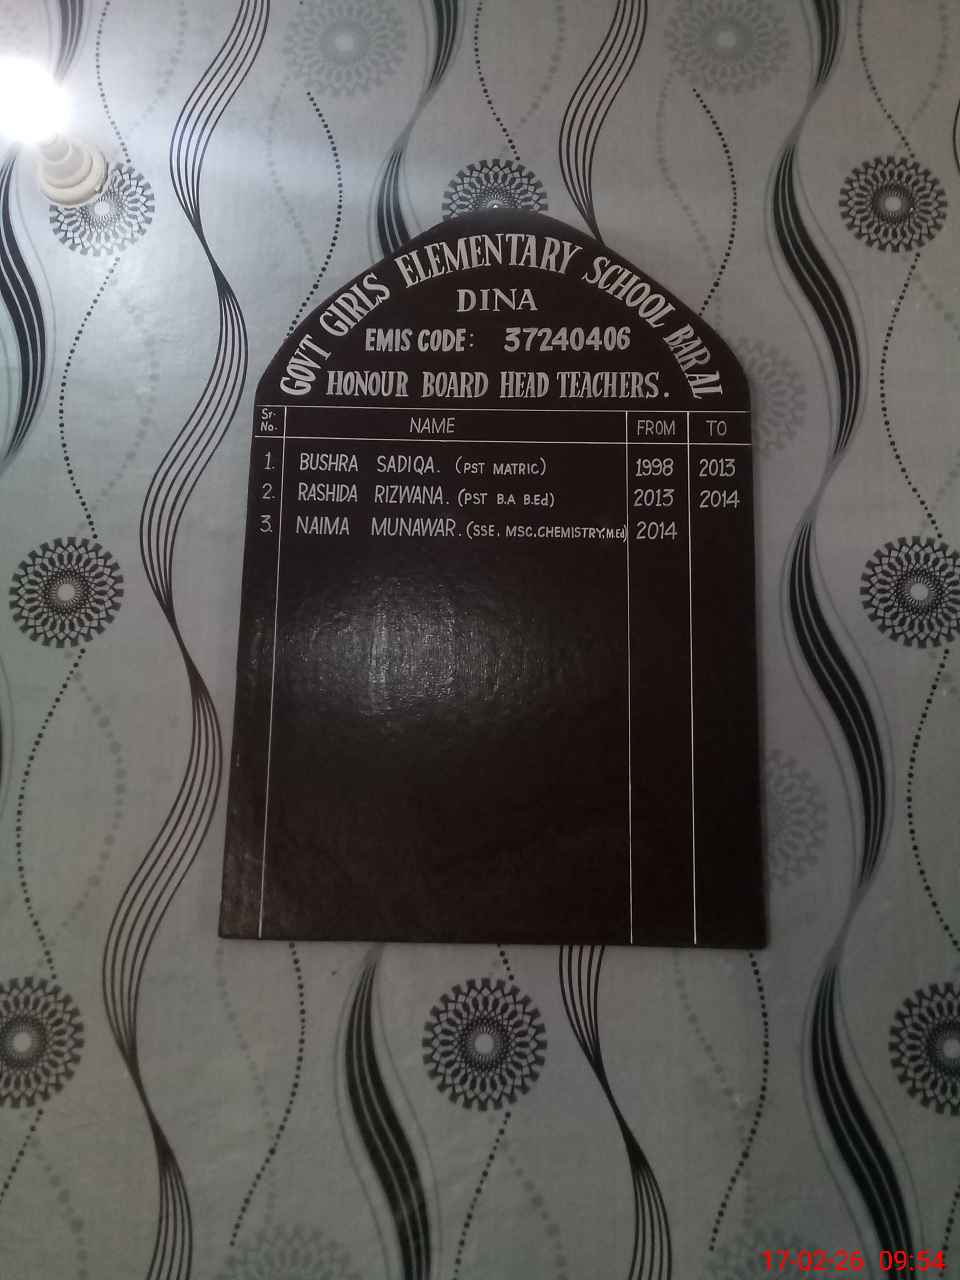 GOVT GIRLS ELEMENTARY SCHOOL BARAL
DINA
EMIS CODE: 37240406
HONOUR BOARD HEAD TEACHERS.
Sr. No. NAME FROM TO
1. BUSHRA SADIQA. (PST MATRIC) 1998 2013
2. RASHIDA RIZWANA. (PST B.A B.Ed) 2013 2014
3. NAIMA MUNAWAR. (SSE. MSC.CHEMISTRY,M.Ed) 2014
17-02-26 09:54